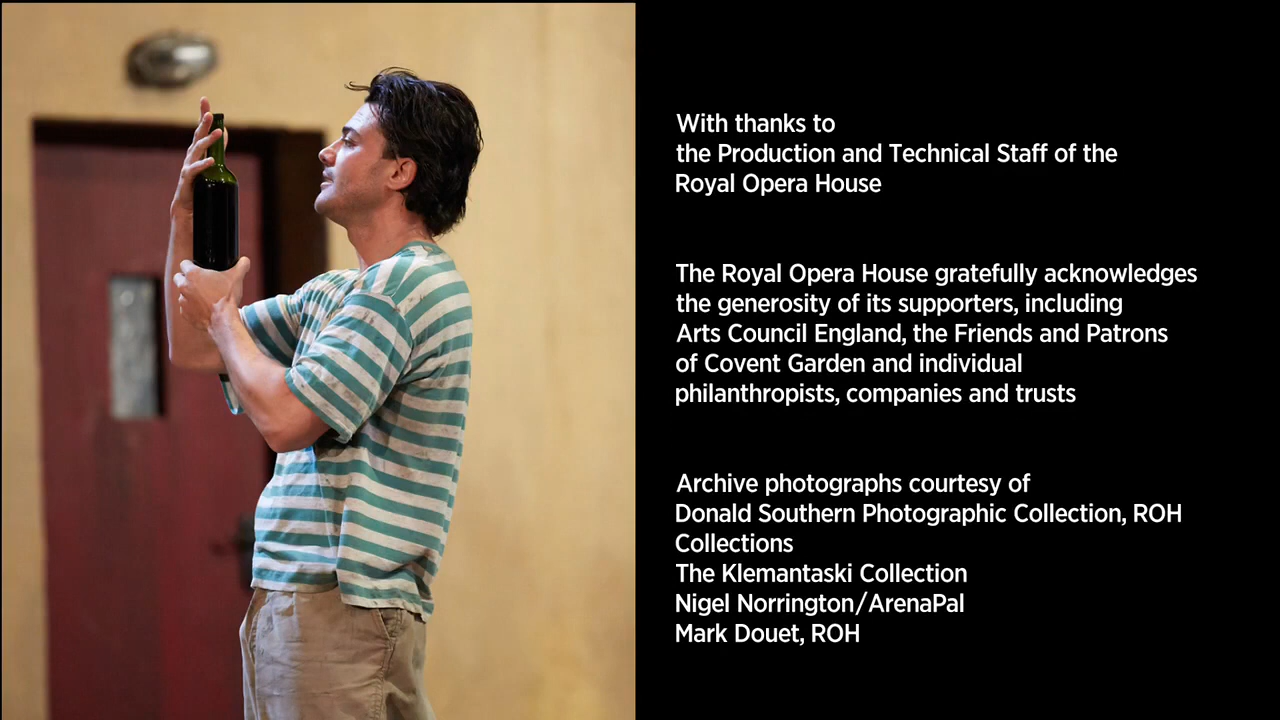 With thanks to
the Production and Technical Staff of the
Royal Opera House
The Royal Opera House gratefully acknowledges
the generosity of its supporters, including
Arts Council England, the Friends and Patrons
of Covent Garden and individual
philanthropists, companies and trusts
Archive photographs courtesy of
Donald Southern Photographic Collection, ROH
Collections
The Klemantaski Collection
Nigel Norrington/ArenaPal
Mark Douet, ROH